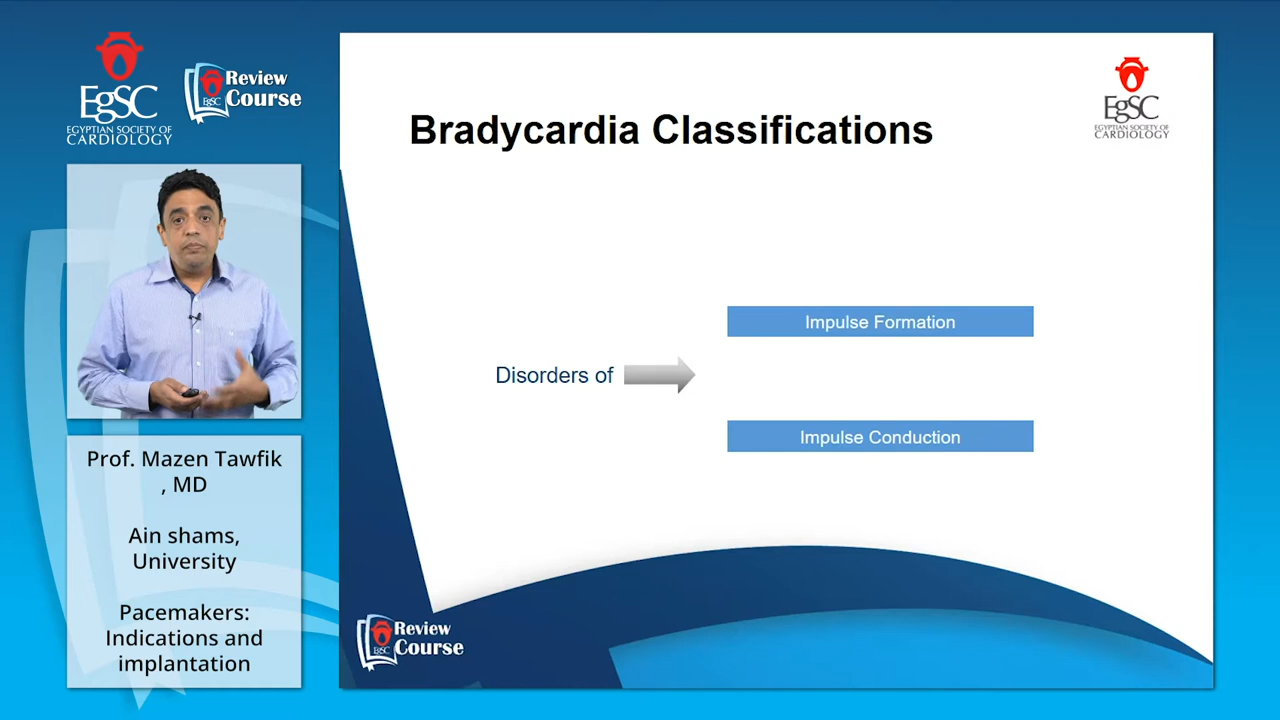 EgSC
EGYPTIAN SOCIETY OF
CARDIOLOGY
Review
Course
EgSC
Prof. Mazen Tawfik
, MD
Ain shams,
University
Pacemakers:
Indications and
implantation
EgSC
EGYPTIAN SOCIETY OF
CARDIOLOGY
Bradycardia Classifications
Impulse Formation
Disorders of
Impulse Conduction
Review
Course
EgSC